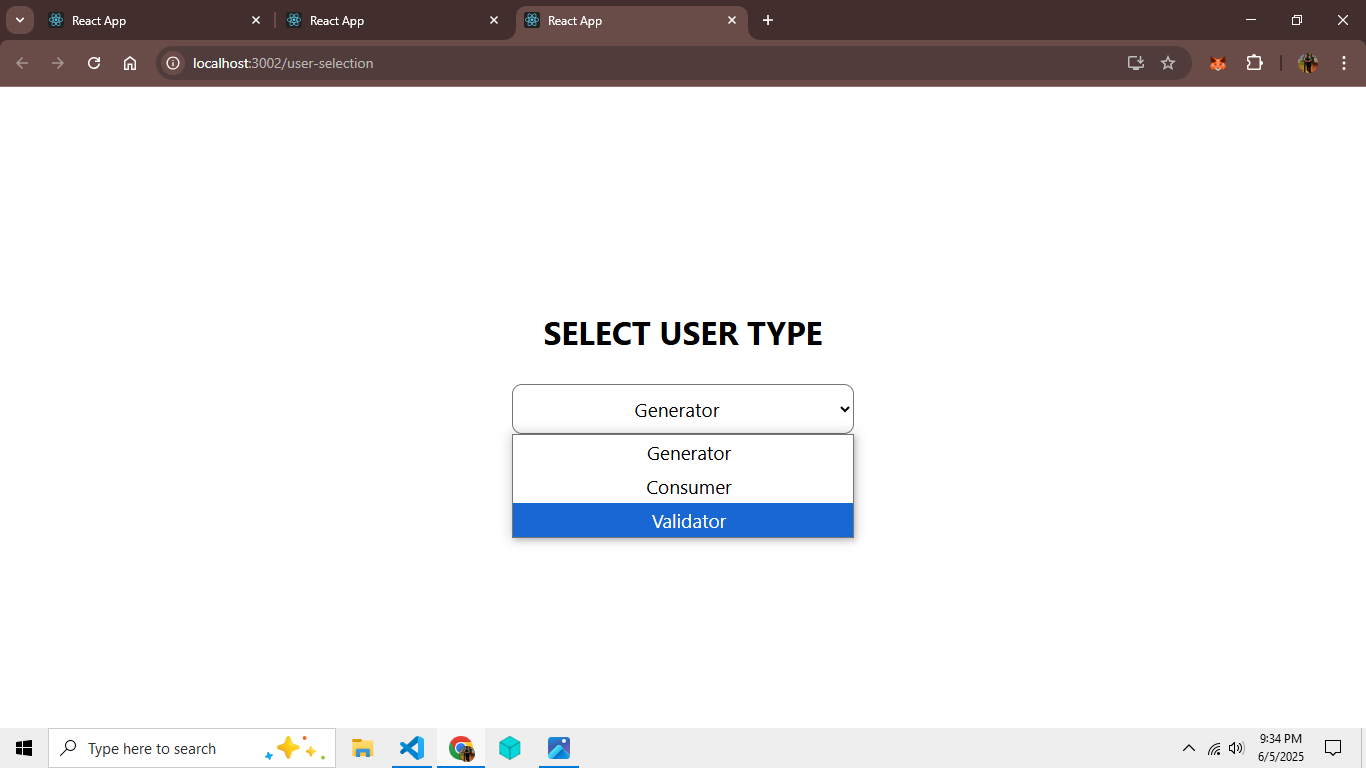 React App
React App
React App
localhost:3002/user-selection
SELECT USER TYPE
Generator
Generator
Consumer
Validator
Type here to search
9:34 PM
6/5/2025